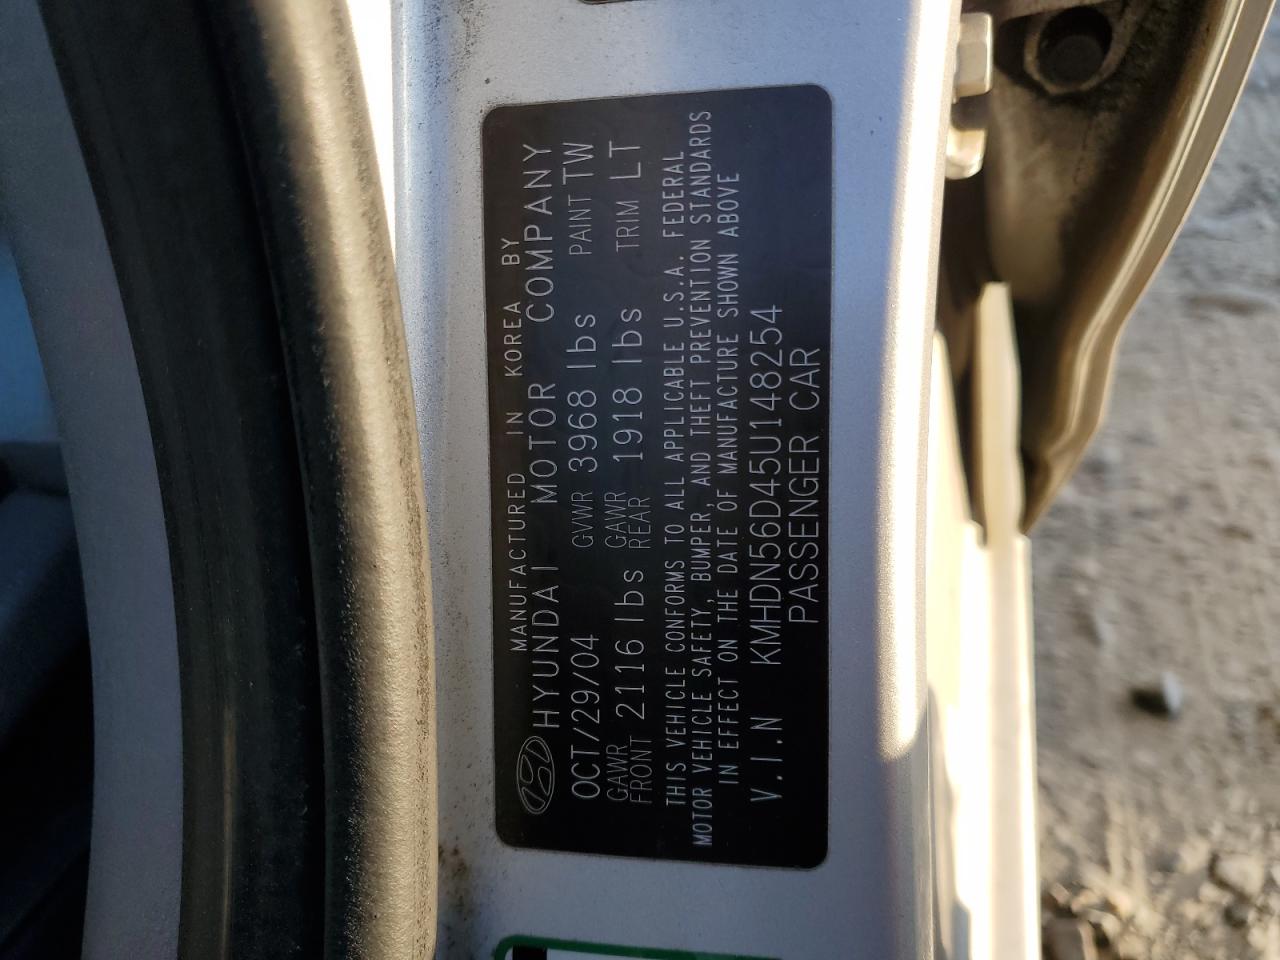 MANUFACTURED IN KOREA BY
HYUNDAI MOTOR COMPANY
OCT/29/04 GVWR 3968 lbs PAINT TW
GAWR FRONT 2116 lbs GAWR REAR 1918 lbs TRIM LT
THIS VEHICLE CONFORMS TO ALL APPLICABLE U.S.A. FEDERAL
MOTOR VEHICLE SAFETY, BUMPER, AND THEFT PREVENTION STANDARDS
IN EFFECT ON THE DATE OF MANUFACTURE SHOWN ABOVE
V.I.N KMHDN56D45U148254
PASSENGER CAR